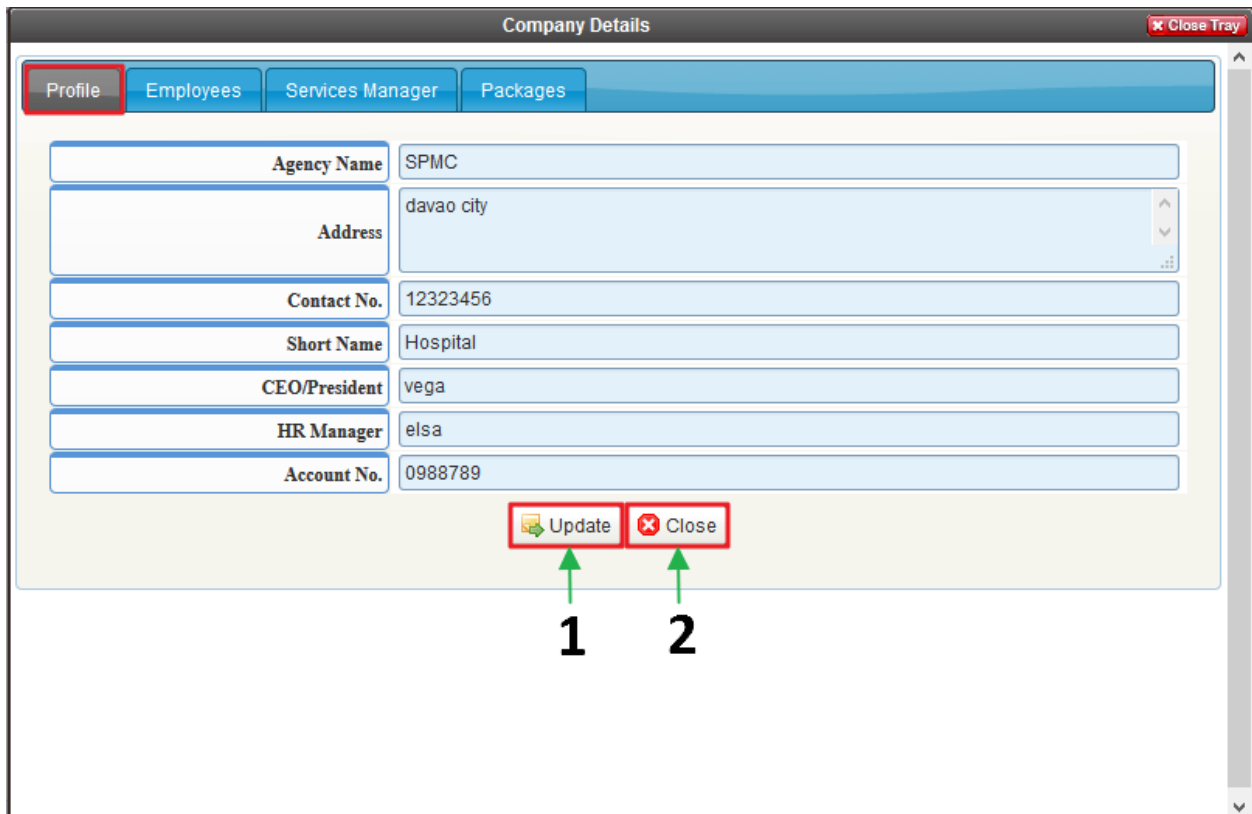 Company Details
Close Tray
Profile Employees Services Manager Packages
Agency Name SPMC
Address davao city
Contact No. 12323456
Short Name Hospital
CEO/President vega
HR Manager elsa
Account No. 0988789
Update Close
1 2